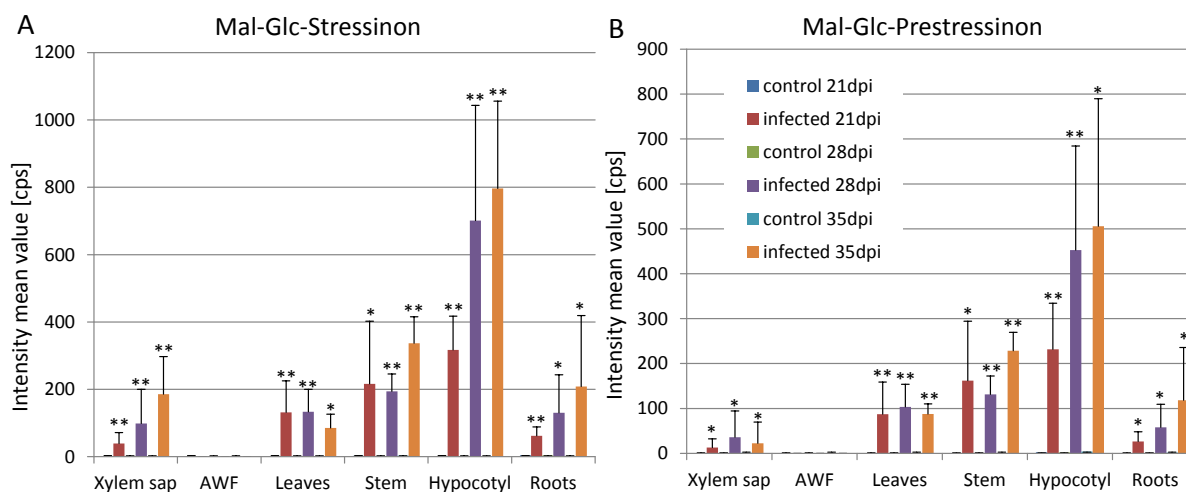 A
Mal-Glc-Stressinon
Intensity mean value [cps]
1200
1000
800
600
400
200
0
** ** **
** ** *
* ** **
** ** **
** * *
Xylem sap AWF Leaves Stem Hypocotyl Roots
B
Mal-Glc-Prestressinon
Intensity mean value [cps]
900
800
700
600
500
400
300
200
100
0
control 21dpi
infected 21dpi
control 28dpi
infected 28dpi
control 35dpi
infected 35dpi
* * *
** ** **
* ** **
** ** *
* * *
Xylem sap AWF Leaves Stem Hypocotyl Roots